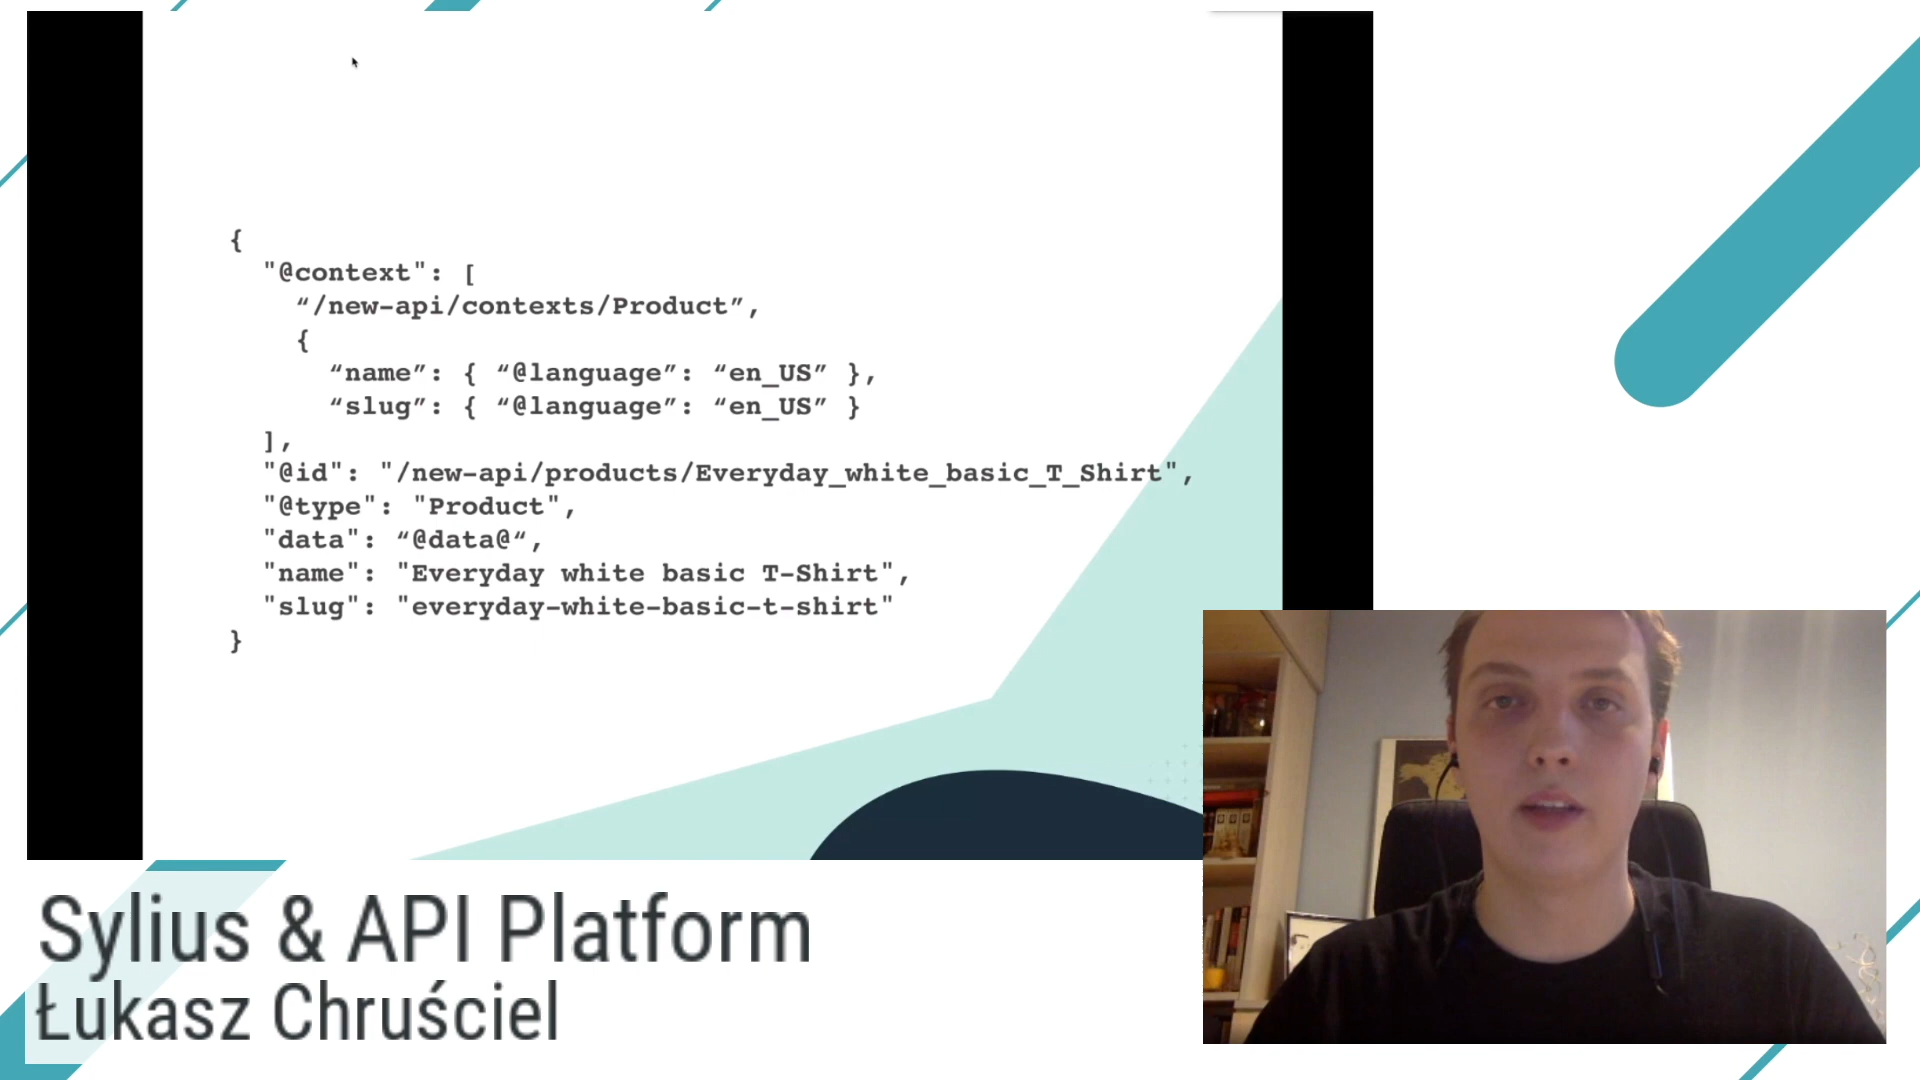 {
"@context": [
“/new-api/contexts/Product”,
{
“name”: { “@language”: “en_US” },
“slug”: { “@language”: “en_US” }
],
"@id": "/new-api/products/Everyday_white_basic_T_Shirt",
"@type": "Product",
"data": “@data@“,
"name": "Everyday white basic T-Shirt",
"slug": "everyday-white-basic-t-shirt"
}
Sylius & API Platform
Łukasz Chruściel